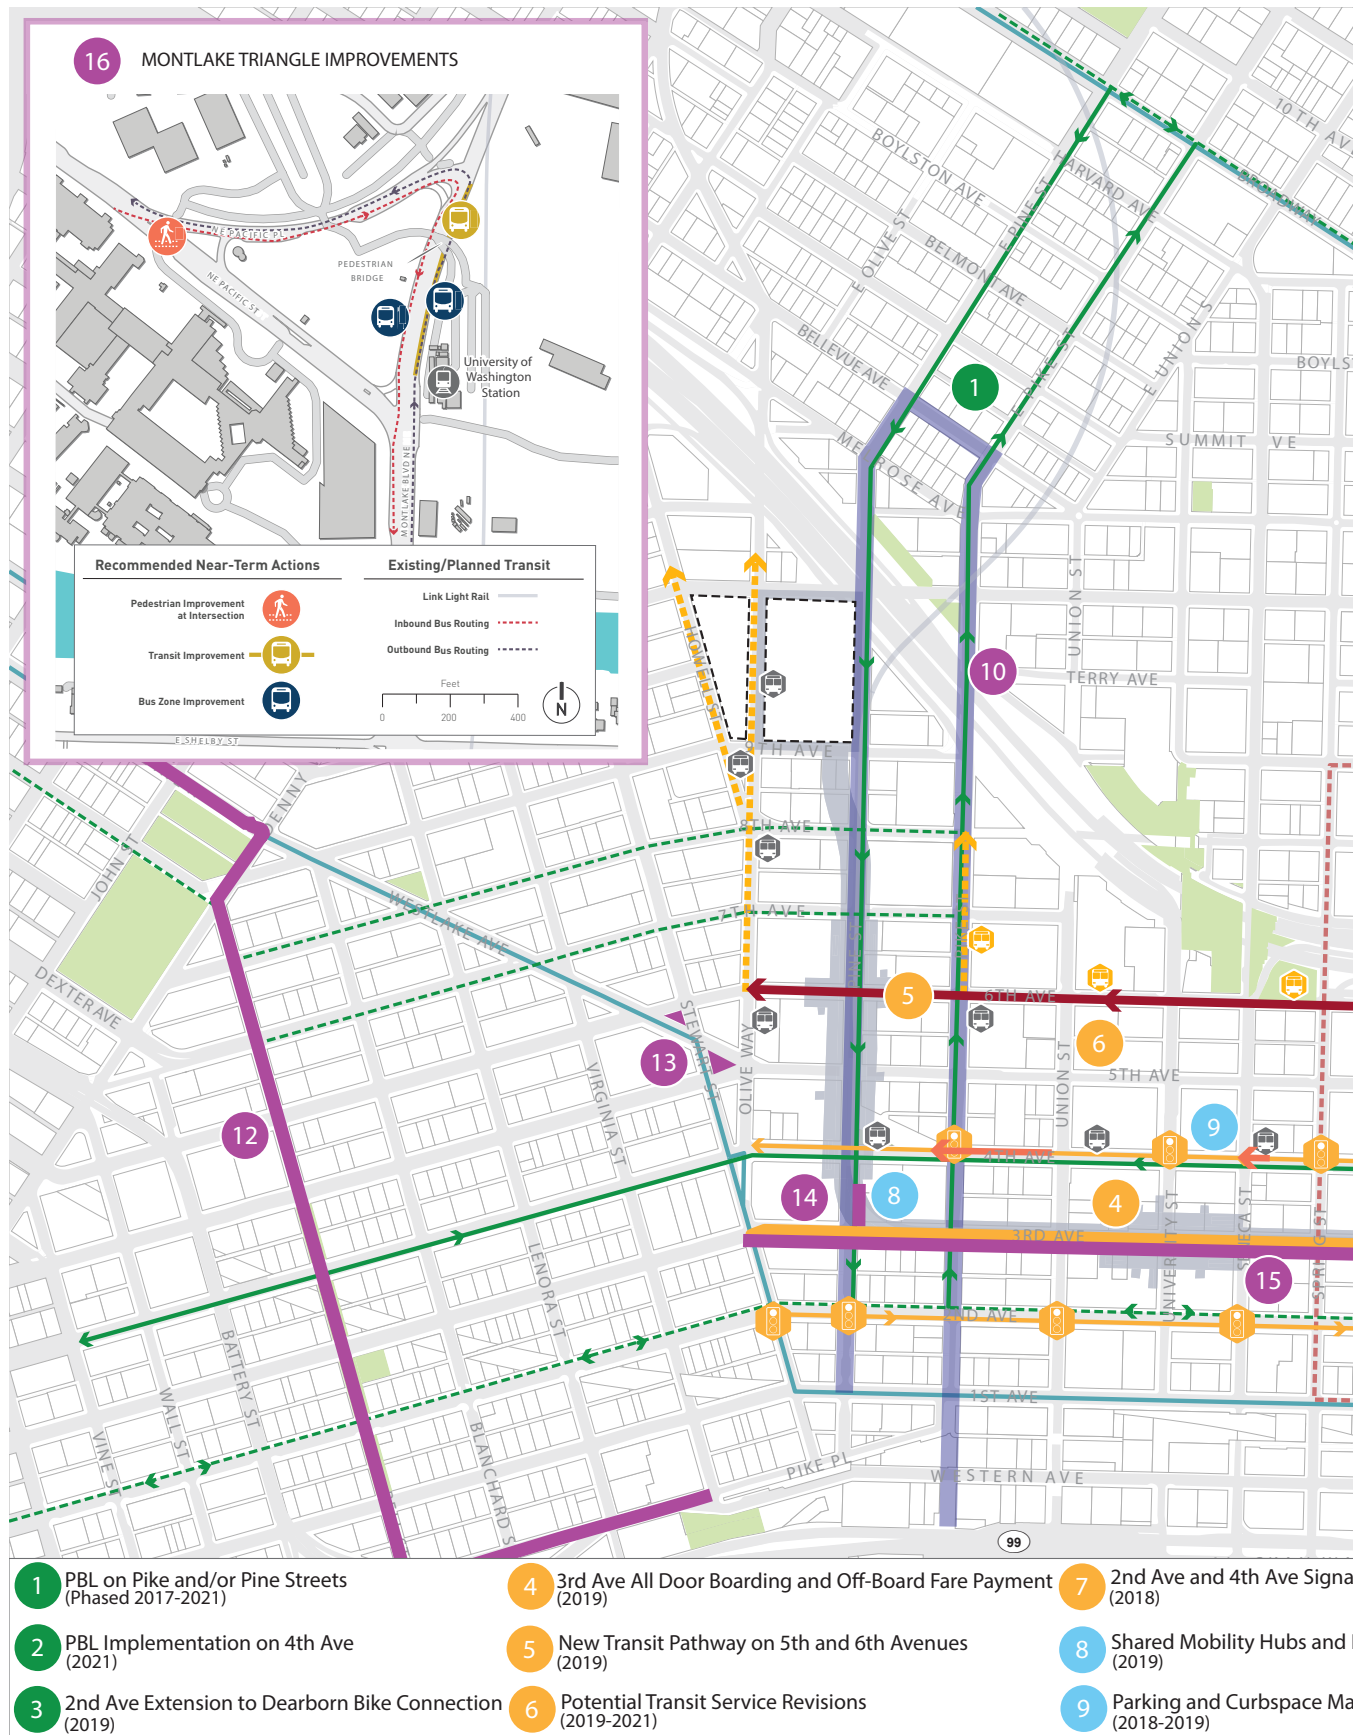 16 MONTLAKE TRIANGLE IMPROVEMENTS
NE PACIFIC PL
PEDESTRIAN
BRIDGE
NE PACIFIC ST
University of
Washington
Station
MONTLAKE BLVD NE
Recommended Near-Term Actions
Pedestrian Improvement
at Intersection
Transit Improvement
Bus Zone Improvement
Existing/Planned Transit
Link Light Rail
Inbound Bus Routing
Outbound Bus Routing
Feet
0 200 400
N
E SHELBY ST
10TH AV
BOYLSTON AVE
HARVARD AVE
BROADWAY
E PINE ST
E OLIVE ST
BELMONT AVE
BELLEVUE AVE
E PIKE ST
E UNION S
BOYLS
1
MELROSE AVE
SUMMIT VE
UNION ST
HOWELL ST
10
TERRY AVE
9TH AVE
ENNY
JOHN ST
8TH AVE
WESTLAKE AVE
7TH AVE
DEXTER AVE
5
6TH AVE
STEWART ST
OLIVE WAY
6
13
5TH AVE
VIRGINIA ST
UNION ST
12
9
4TH AVE
14
8
4
3RD AVE
UNIVERSITY ST
SENECA ST
SPRING ST
15
LENORA ST
2ND AVE
BATTERY ST
WALL ST
1ST AVE
VINE ST
BLANCHARD S
PIKE PL
WESTERN AVE
99
1 PBL on Pike and/or Pine Streets
(Phased 2017-2021)
2 PBL Implementation on 4th Ave
(2021)
3 2nd Ave Extension to Dearborn Bike Connection
(2019)
4 3rd Ave All Door Boarding and Off-Board Fare Payment
(2019)
5 New Transit Pathway on 5th and 6th Avenues
(2019)
6 Potential Transit Service Revisions
(2019-2021)
7 2nd Ave and 4th Ave Signa
(2018)
8 Shared Mobility Hubs and
(2019)
9 Parking and Curbspace Ma
(2018-2019)